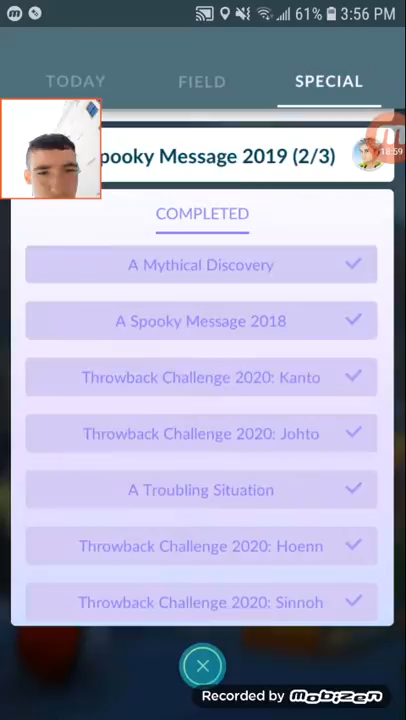 61% 3:56 PM
TODAY FIELD SPECIAL
pooky Message 2019 (2/3)
18:59
COMPLETED
A Mythical Discovery
A Spooky Message 2018
Throwback Challenge 2020: Kanto
Throwback Challenge 2020: Johto
A Troubling Situation
Throwback Challenge 2020: Hoenn
Throwback Challenge 2020: Sinnoh
Recorded by mobizen